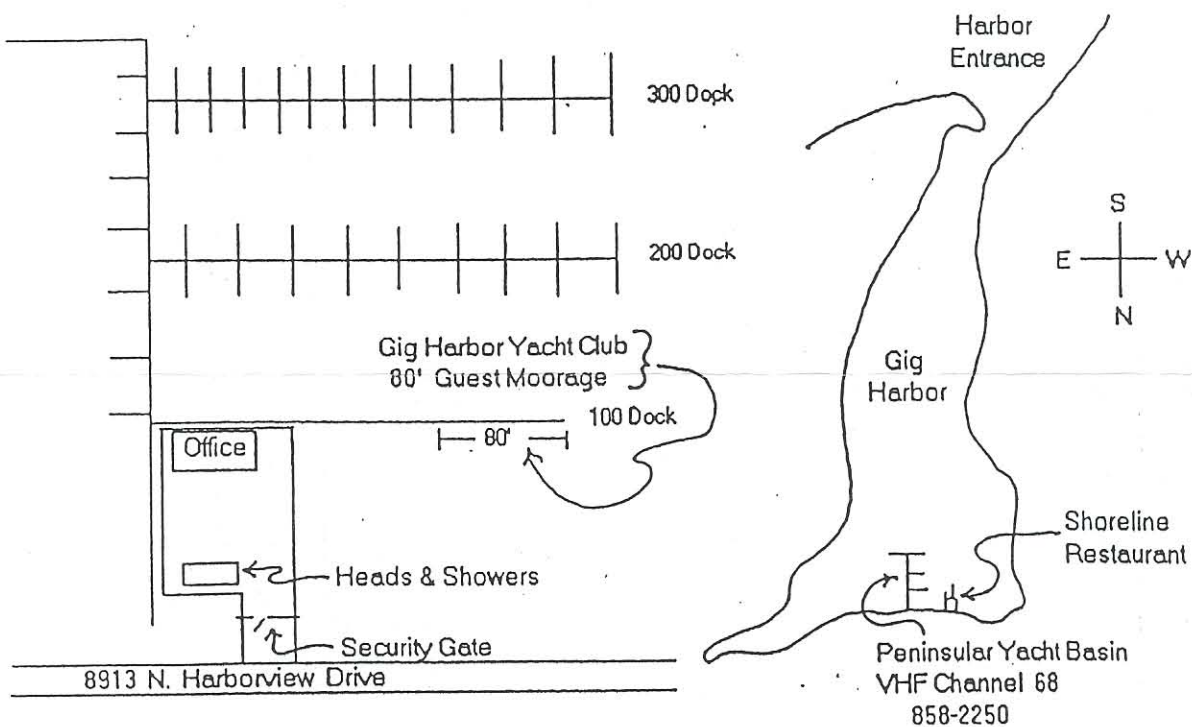 Harbor
Entrance
300 Dock
S
E W
N
200 Dock
Gig Harbor Yacht Club
80' Guest Moorage
Gig
Harbor
100 Dock
80'
Office
Shoreline
Restaurant
Heads & Showers
Security Gate
8913 N. Harborview Drive
Peninsular Yacht Basin
VHF Channel 68
858-2250